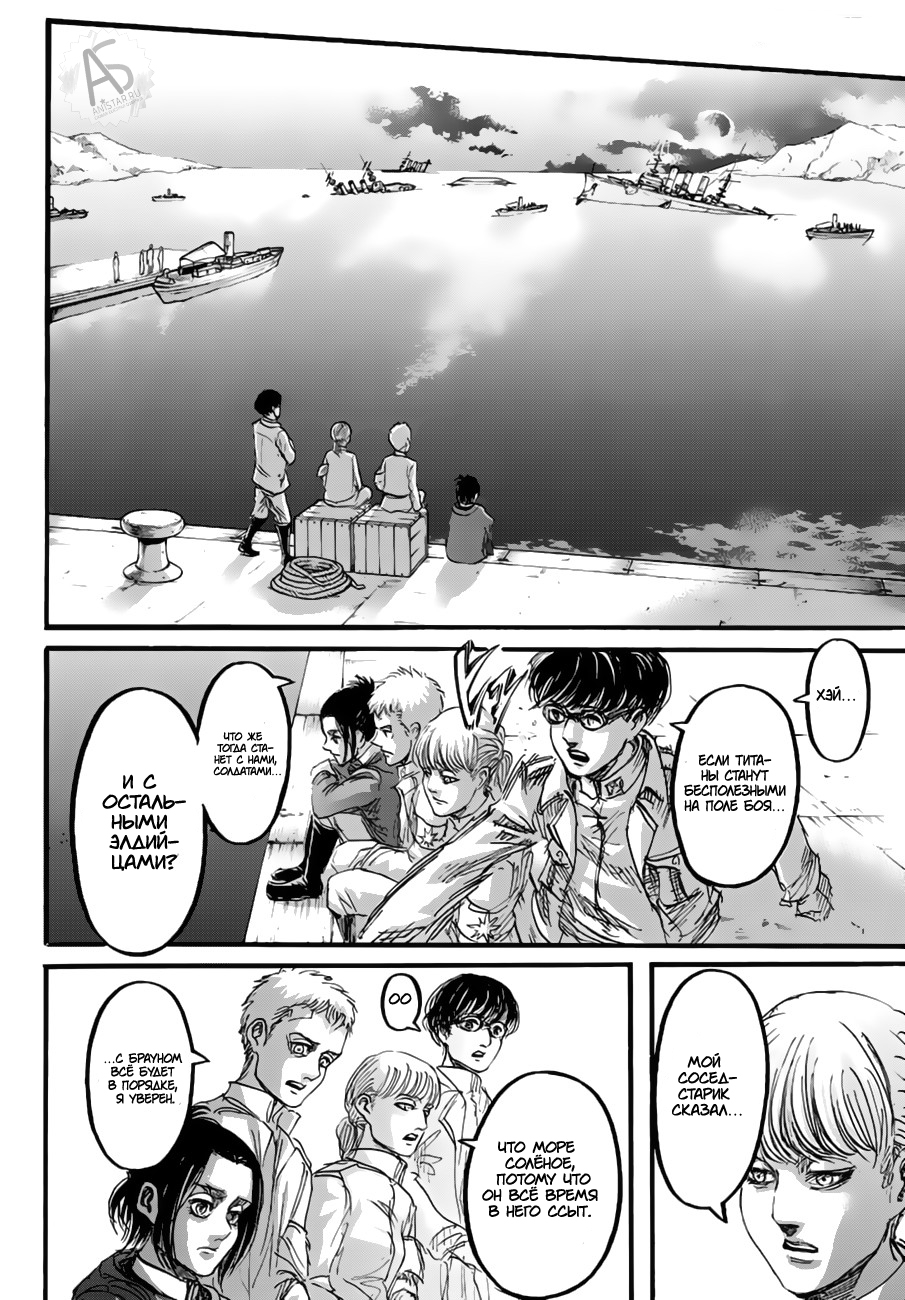 AS
ANISTAR.RU
ХЭЙ...
ЕСЛИ ТИТА-
НЫ СТАНУТ
БЕСПОЛЕЗНЫМИ
НА ПОЛЕ БОЯ...
ЧТО ЖЕ
ТОГДА СТА-
НЕТ С НАМИ,
СОЛДАТАМИ...
И С
ОСТАЛЬ-
НЫМИ
ЭЛДИЙ-
ЦАМИ?
МОЙ
СОСЕД-
СТАРИК
СКАЗАЛ...
ОО
ЧТО МОРЕ
СОЛЁНОЕ,
ПОТОМУ ЧТО
ОН ВСЁ ВРЕМЯ
В НЕГО ССЫТ.
...С БРАУНОМ
ВСЁ БУДЕТ
В ПОРЯДКЕ,
Я УВЕРЕН.